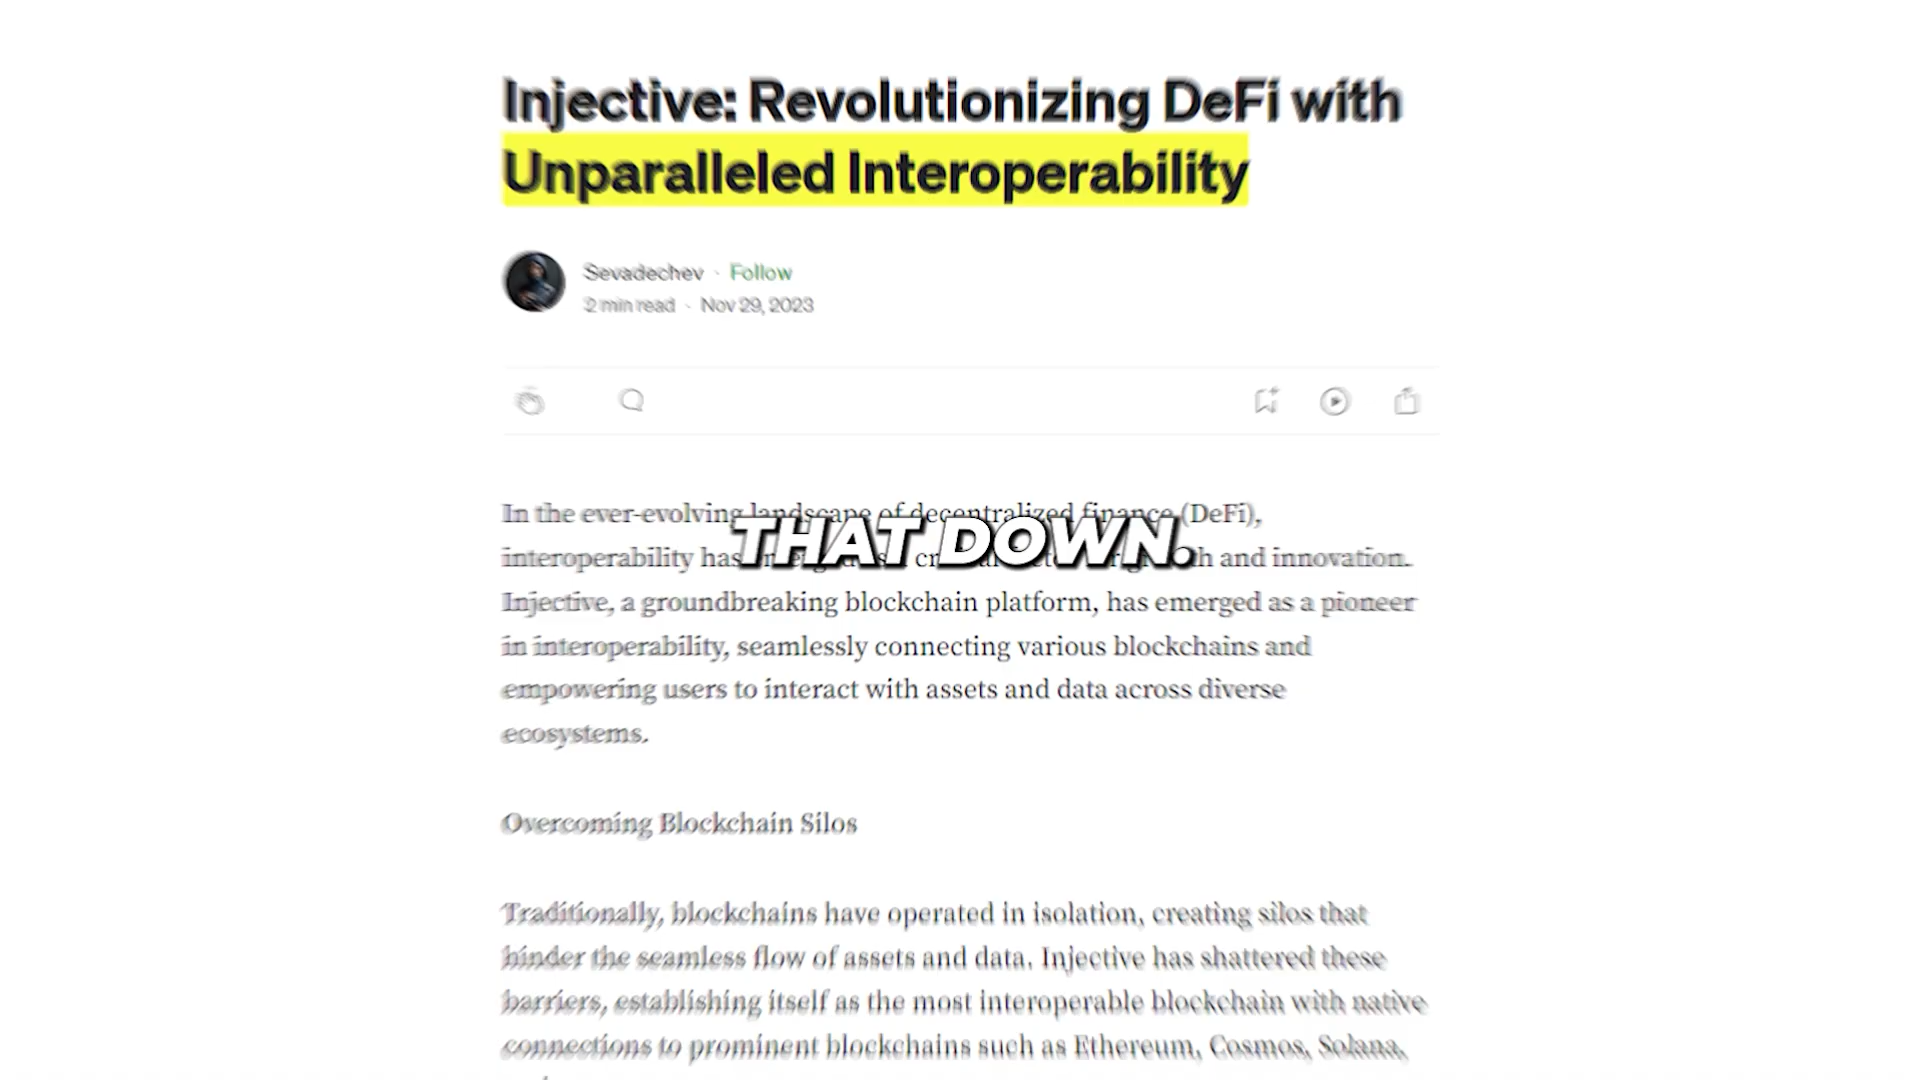 Injective: Revolutionizing DeFi with
Unparalleled Interoperability
Sevadechev · Follow
2 min read · Nov 29, 2023
In the ever-evolving landscape of decentralized finance (DeFi),
THAT DOWN.
interoperability has and innovation.
Injective, a groundbreaking blockchain platform, has emerged as a pioneer
in interoperability, seamlessly connecting various blockchains and
empowering users to interact with assets and data across diverse
ecosystems.
Overcoming Blockchain Silos
Traditionally, blockchains have operated in isolation, creating silos that
hinder the seamless flow of assets and data. Injective has shattered these
barriers, establishing itself as the most interoperable blockchain with native
connections to prominent blockchains such as Ethereum, Cosmos, Solana,